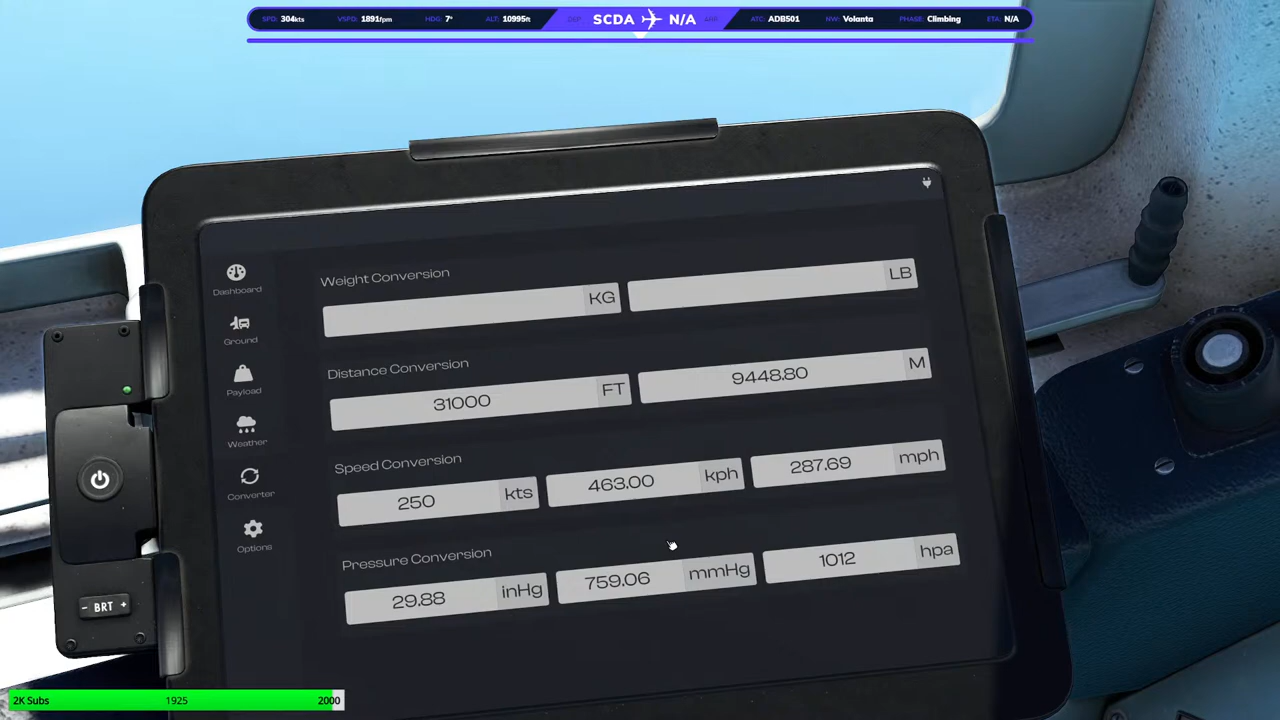 SPD: 304kts VSPD: 1891fpm HDG: 7° ALT: 10995ft DEP SCDA N/A ARR ATC: ADB501 NW: Volanta PHASE: Climbing ETA: N/A
Dashboard
Ground
Payload
Weather
Converter
Options
Weight Conversion
KG LB
Distance Conversion
31000 FT 9448.80 M
Speed Conversion
250 kts 463.00 kph 287.69 mph
Pressure Conversion
29.88 inHg 759.06 mmHg 1012 hpa
- BRT +
2K Subs 1925 2000